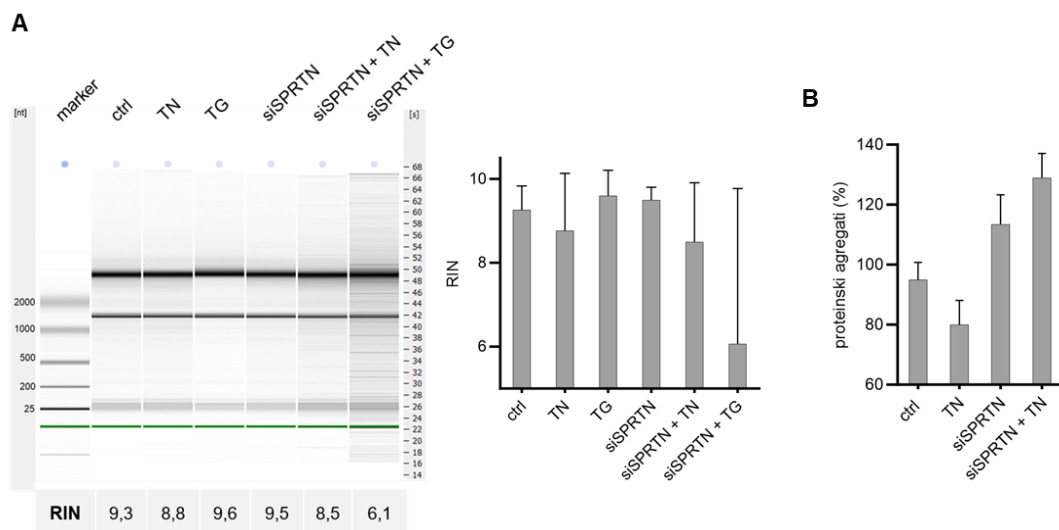 A
marker
ctrl
TN
TG
siSPRTN
siSPRTN + TN
siSPRTN + TG
[nt]
[s]
2000
1000
500
200
25
68
66
64
62
60
58
56
54
52
50
48
46
44
42
40
38
36
34
32
30
28
26
24
22
20
18
16
14
RIN 9,3 8,8 9,6 9,5 8,5 6,1
RIN
10
8
6
ctrl
TN
TG
siSPRTN
siSPRTN + TN
siSPRTN + TG
B
proteinski agregati (%)
140
120
100
80
60
ctrl
TN
siSPRTN
siSPRTN + TN